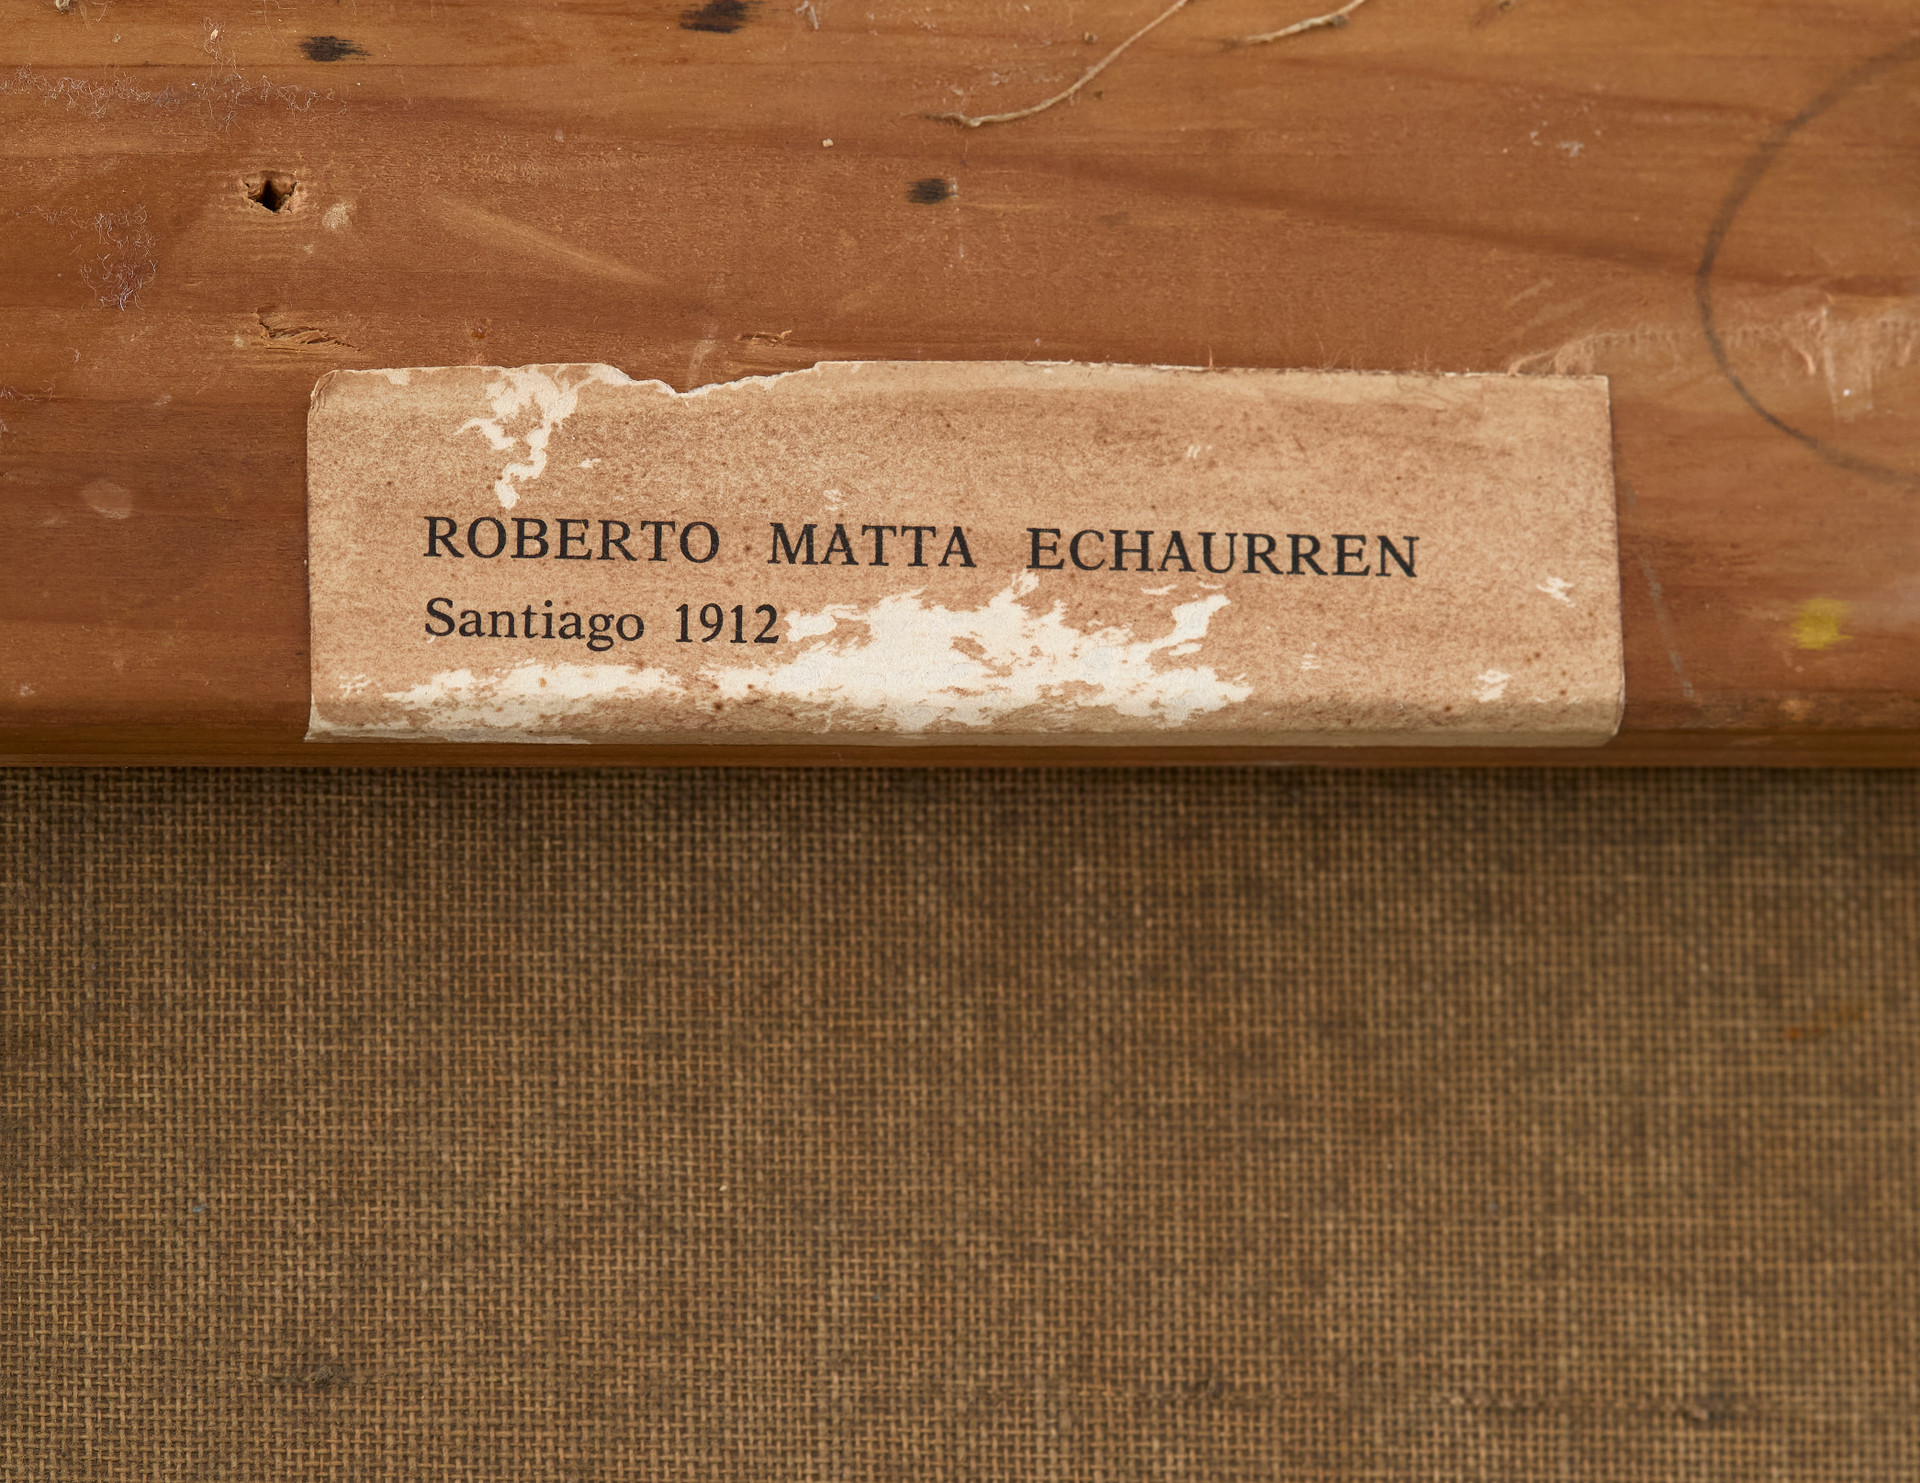 ROBERTO MATTA ECHAURREN
Santiago 1912